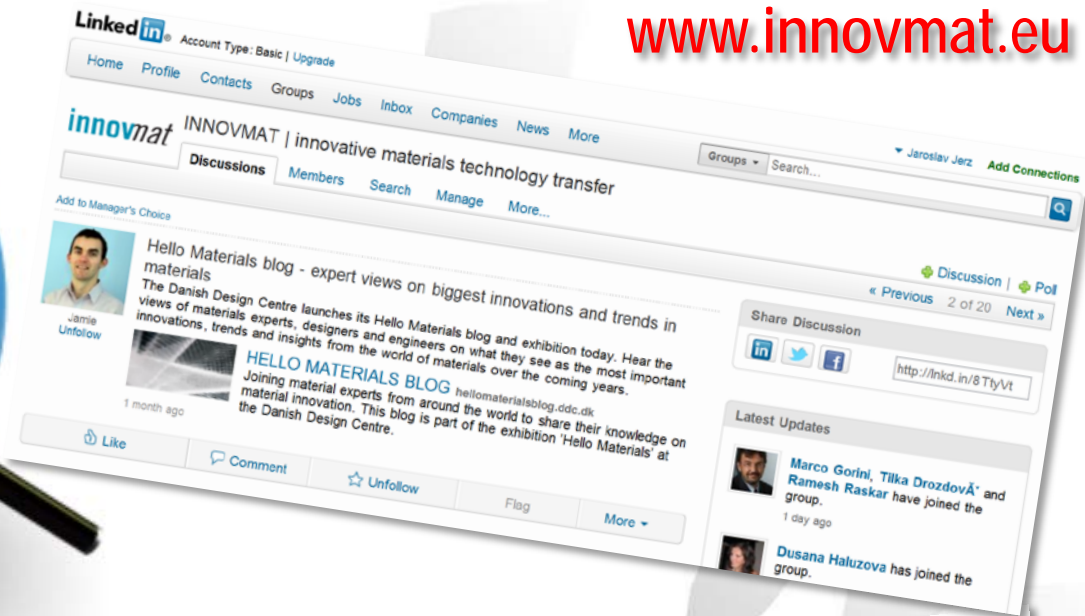 www.innovmat.eu
Linked in®
Account Type: Basic | Upgrade
Home Profile Contacts Groups Jobs Inbox Companies News More
Jaroslav Jerz Add Connections
Groups Search...
innovmat INNOVMAT | innovative materials technology transfer
Discussions Members Search Manage More...
Discussion | Poll
« Previous 2 of 20 Next »
Add to Manager's Choice
Jamie
Unfollow
Hello Materials blog - expert views on biggest innovations and trends in
materials
The Danish Design Centre launches its Hello Materials blog and exhibition today. Hear the
views of materials experts, designers and engineers on what they see as the most important
innovations, trends and insights from the world of materials over the coming years.
HELLO MATERIALS BLOG hellomaterialsblog.ddc.dk
Joining material experts from around the world to share their knowledge on
material innovation. This blog is part of the exhibition 'Hello Materials' at
the Danish Design Centre.
1 month ago
Like Comment Unfollow Flag More
Share Discussion
in f
http://lnkd.in/8TtyVt
Latest Updates
Marco Gorini, Tilka DrozdovÄ' and
Ramesh Raskar have joined the
group.
1 day ago
Dusana Haluzova has joined the
group.